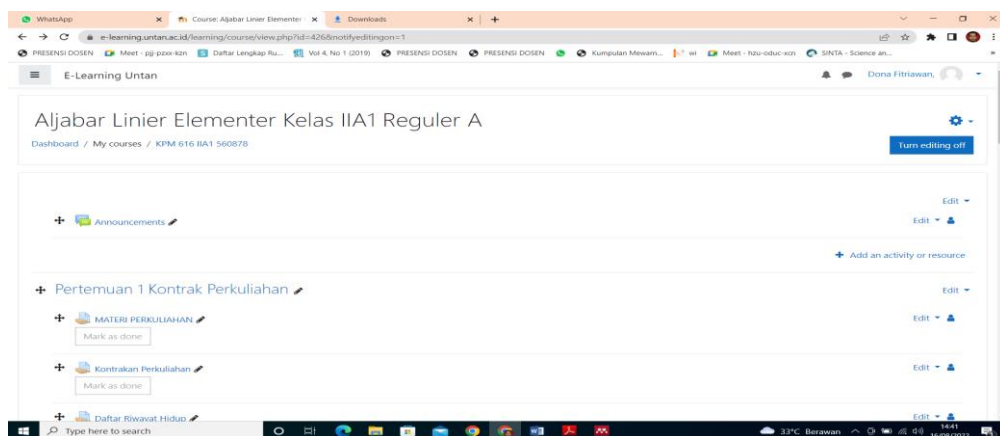 WhatsApp
Course: Aljabar Linier Elementer
Downloads
e-learning.untan.ac.id/learning/course/view.php?id=426&notifyeditingon=1
PRESENSI DOSEN
Meet - pji-pzxx-kzn
Daftar Lengkap Ru...
Vol 4, No 1 (2019)
PRESENSI DOSEN
PRESENSI DOSEN
Kumpulan Mewarn...
wi
Meet - hzu-oduc-xcn
SINTA - Science an...
E-Learning Untan
Dona Fitriawan,
Aljabar Linier Elementer Kelas IIA1 Reguler A
Dashboard / My courses / KPM 616 IIA1 560878
Turn editing off
Edit
Announcements
Edit
Add an activity or resource
Pertemuan 1 Kontrak Perkuliahan
Edit
MATERI PERKULIAHAN
Edit
Mark as done
Kontrakan Perkuliahan
Edit
Mark as done
Daftar Riwayat Hidup
Edit
Type here to search
33°C Berawan
14:41